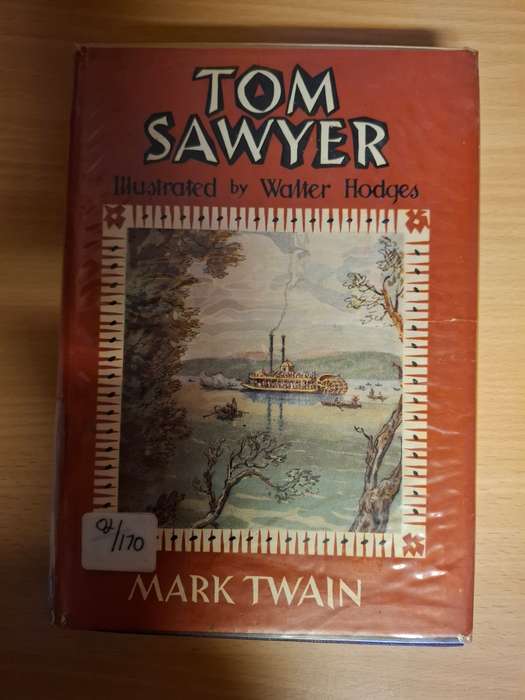 TOM
SAWYER
Illustrated by Walter Hodges
MARK TWAIN